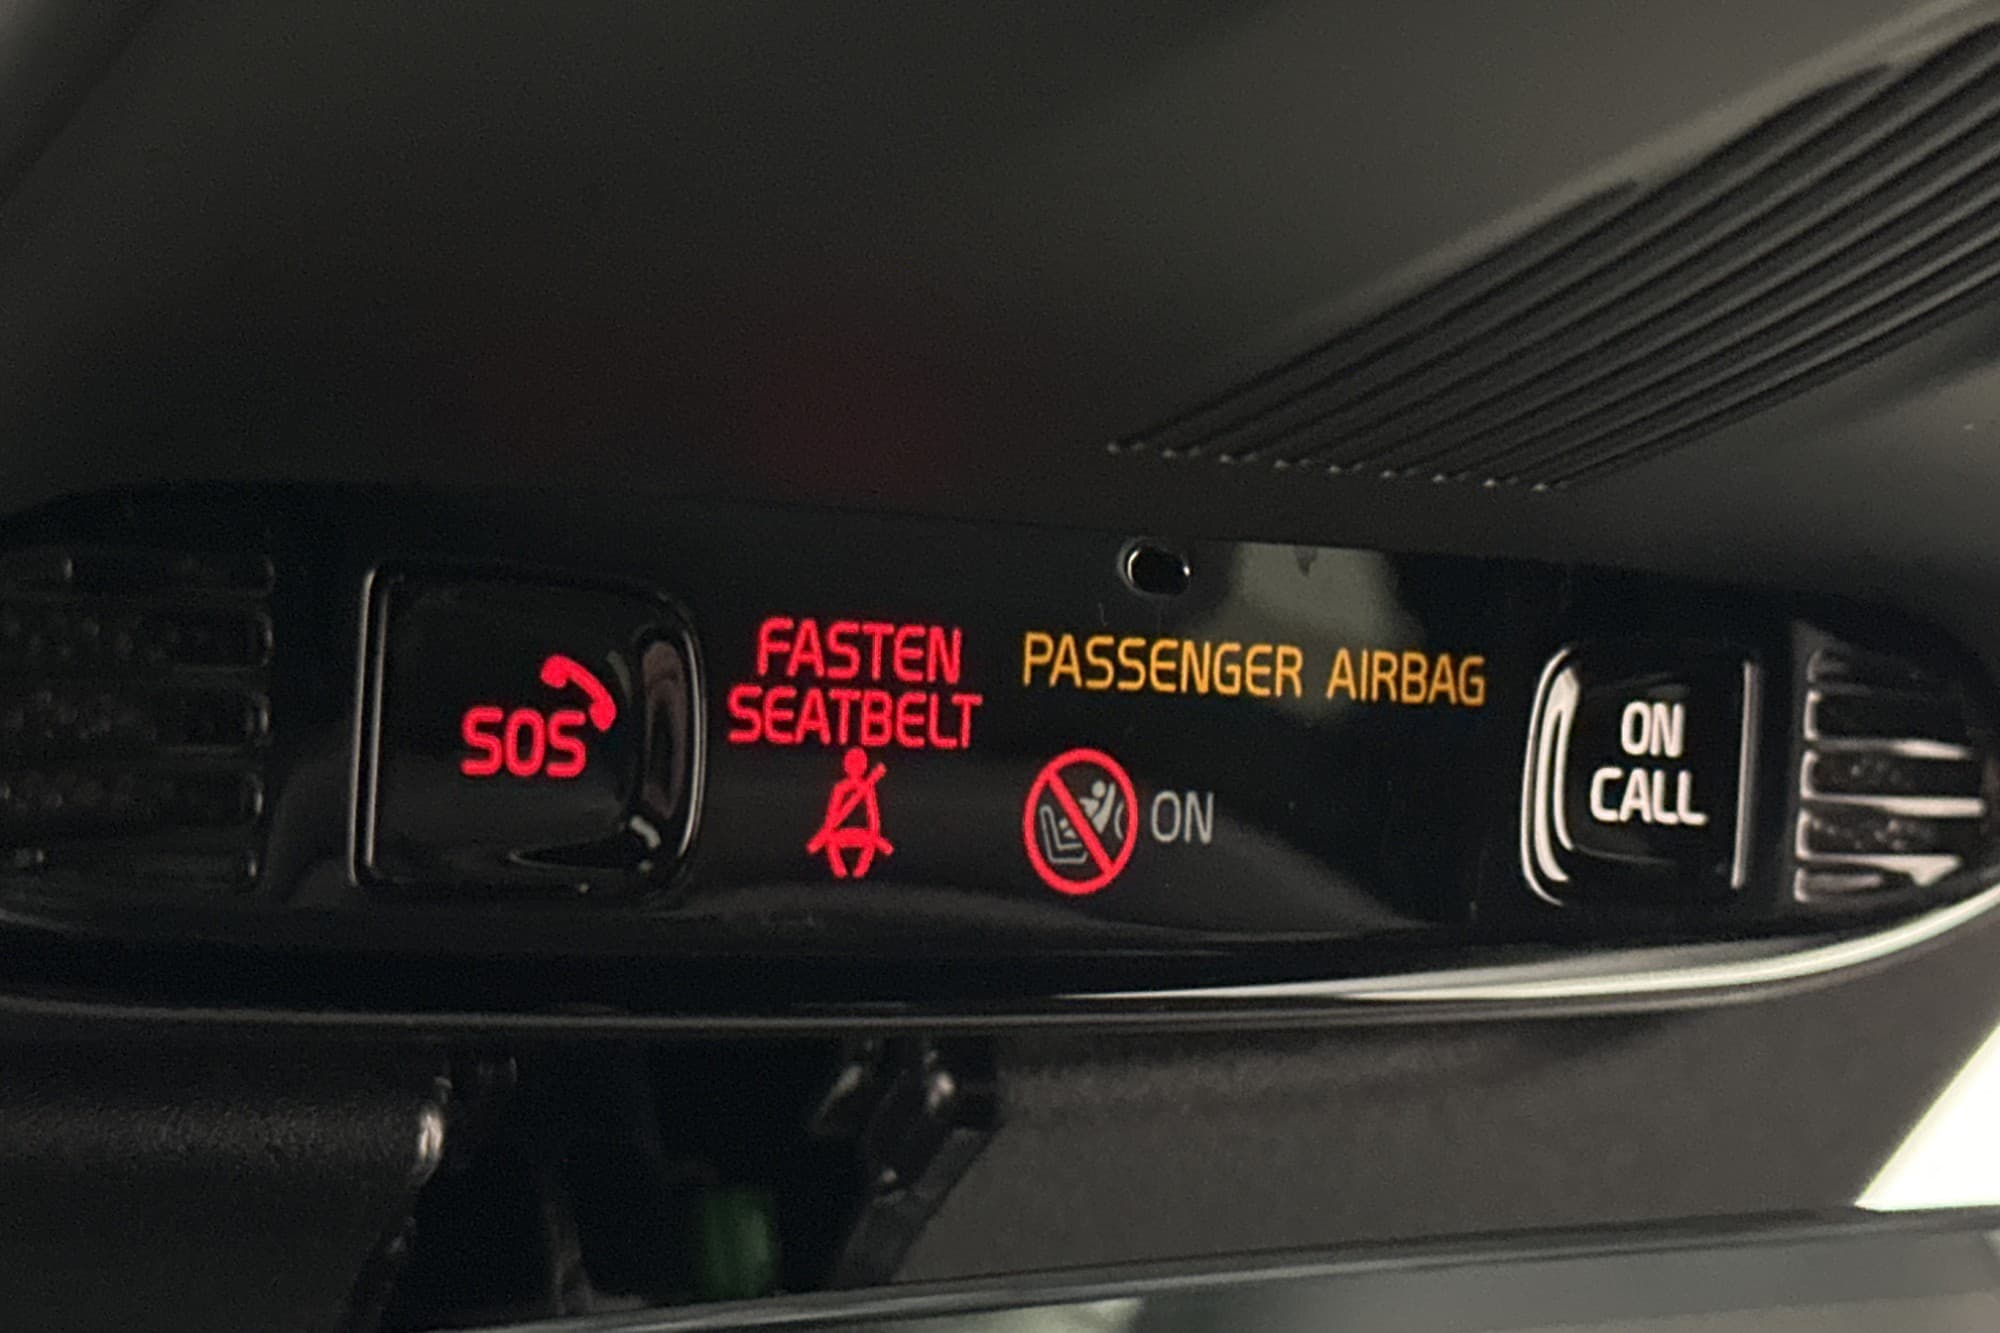 SOS
FASTEN
SEATBELT
PASSENGER AIRBAG
ON
ON
CALL